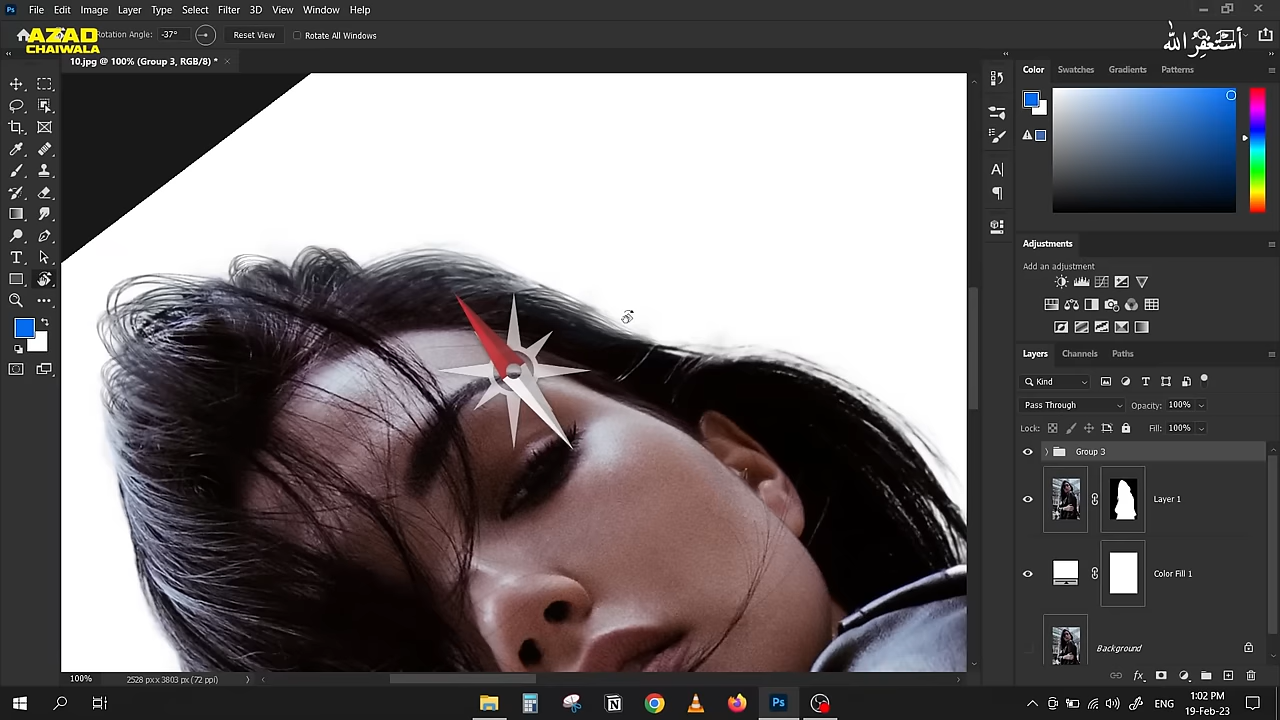 Ps File Edit Image Layer Type Select Filter 3D View Window Help
AZAD
CHAIWALA
Rotation Angle: -37° Reset View Rotate All Windows
أستغفر الله
10.jpg @ 100% (Group 3, RGB/8) * ×
Color Swatches Gradients Patterns
Adjustments
Add an adjustment
Layers Channels Paths
Kind
Pass Through Opacity: 100%
Lock: Fill: 100%
Group 3
Layer 1
Color Fill 1
Background
100% 2528 px x 3803 px (72 ppi)
Ps ENG 1:02 PM
19-Feb-23